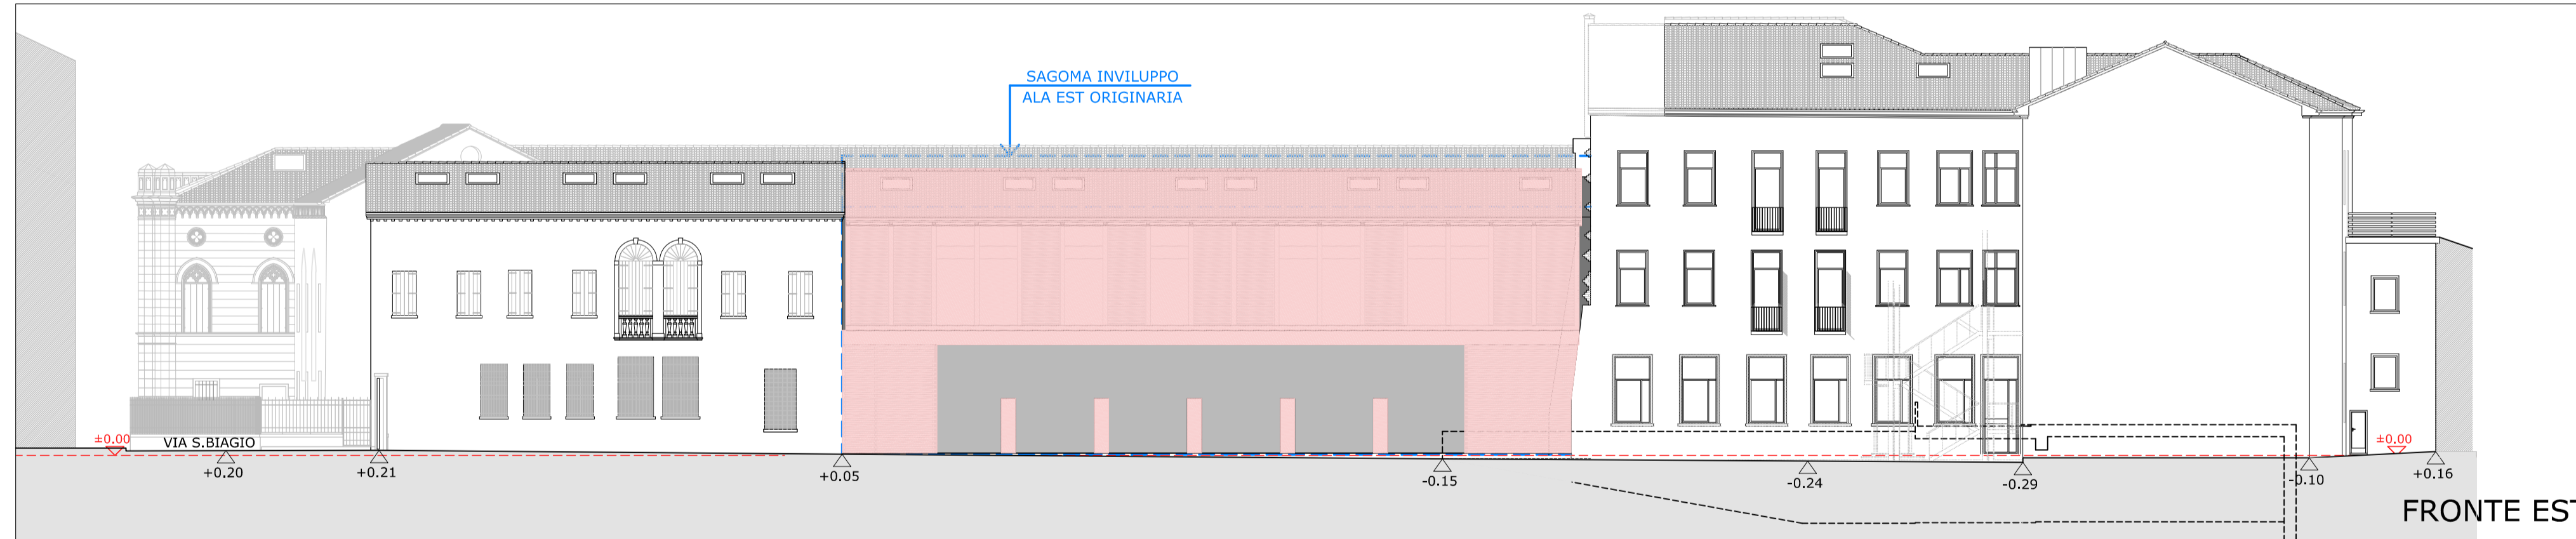 SAGOMA INVILUPPO
ALA EST ORIGINARIA
±0.00
VIA S.BIAGIO
+0.20
+0.21
+0.05
-0.15
-0.24
-0.29
-0.10
±0.00
+0.16
FRONTE EST